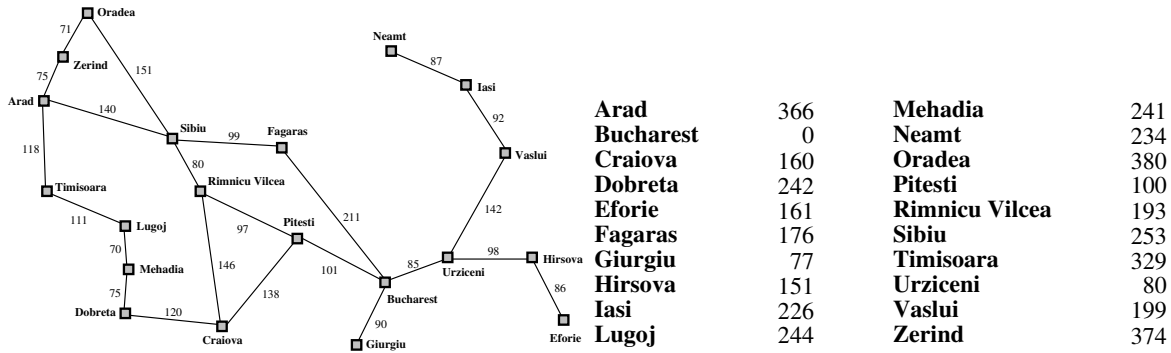 Oradea
71
Neamt
Zerind
87
75
151
Iasi
Arad
140
92
Sibiu
Fagaras
99
118
Vaslui
80
Timisoara
Rimnicu Vilcea
142
111
Pitesti
211
Lugoj
97
70
98
Hirsova
146
85
Mehadia
101
Urziceni
75
138
86
Bucharest
Dobreta
120
90
Craiova
Giurgiu
Eforie
Arad 366 Mehadia 241
Bucharest 0 Neamt 234
Craiova 160 Oradea 380
Dobreta 242 Pitesti 100
Eforie 161 Rimnicu Vilcea 193
Fagaras 176 Sibiu 253
Giurgiu 77 Timisoara 329
Hirsova 151 Urziceni 80
Iasi 226 Vaslui 199
Lugoj 244 Zerind 374